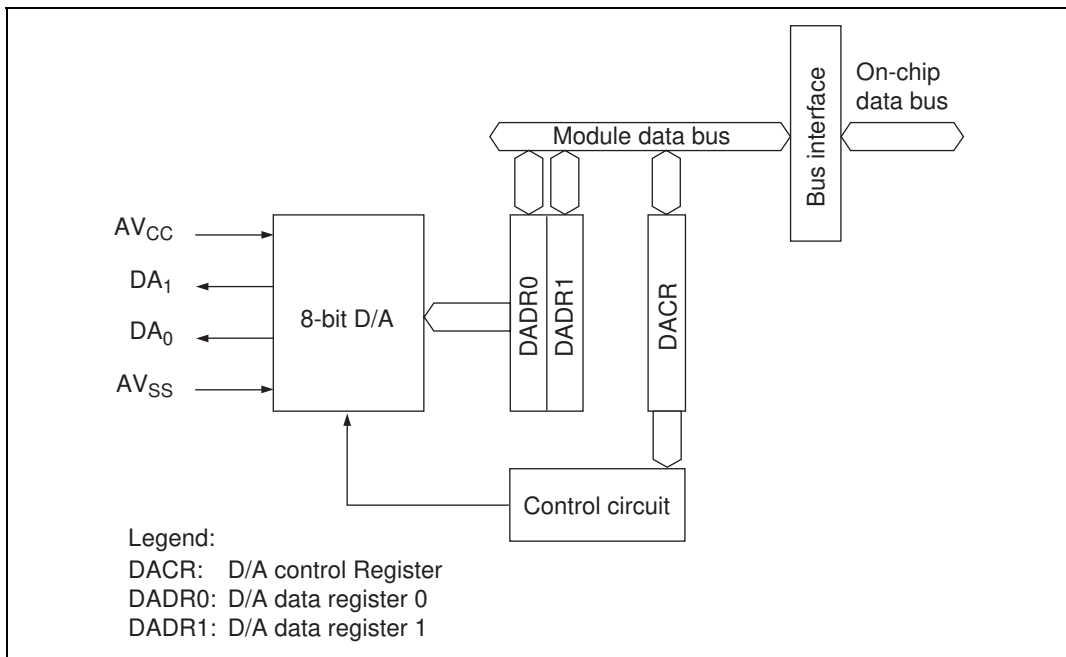 On-chip
data bus
Bus interface
Module data bus
AVCC
DA1
DA0
AVSS
8-bit D/A
DADR0
DADR1
DACR
Control circuit
Legend:
DACR: D/A control Register
DADR0: D/A data register 0
DADR1: D/A data register 1